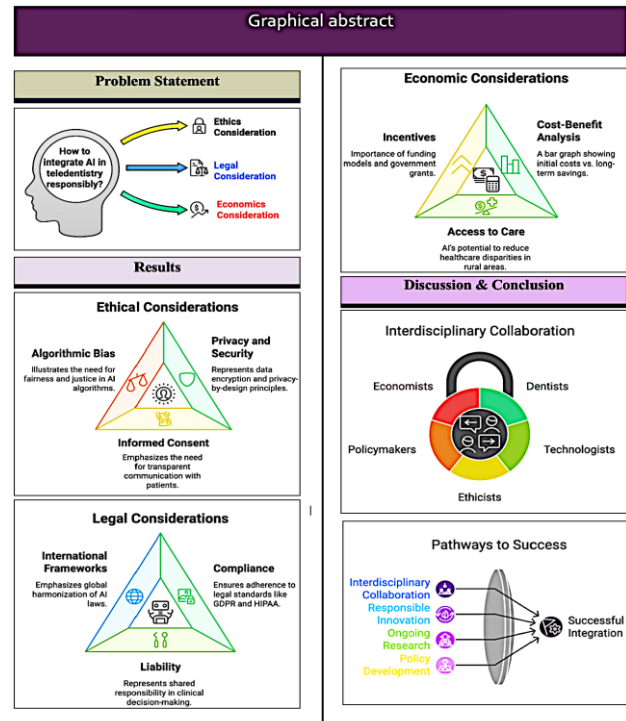 Graphical abstract
Problem Statement
How to
integrate AI in
teledentistry
responsibly?
Ethics
Consideration
Legal
Consideration
Economics
Consideration
Results
Ethical Considerations
Algorithmic Bias
Illustrates the need for
fairness and justice in AI
algorithms.
Privacy and
Security
Represents data
encryption and privacy-
by-design principles.
Informed Consent
Emphasizes the need
for transparent
communication with
patients.
Legal Considerations
International
Frameworks
Emphasizes global
harmonization of AI
laws.
Compliance
Ensures adherence to
legal standards like
GDPR and HIPAA.
Liability
Represents shared
responsibility in clinical
decision-making.
Economic Considerations
Incentives
Importance of funding
models and government
grants.
Cost-Benefit
Analysis
A bar graph showing
initial costs vs. long-
term savings.
Access to Care
AI's potential to reduce
healthcare disparities in
rural areas.
Discussion & Conclusion
Interdisciplinary Collaboration
Economists
Dentists
Policymakers
Technologists
Ethicists
Pathways to Success
Interdisciplinary
Collaboration
Responsible
Innovation
Ongoing
Research
Policy
Development
Successful
Integration